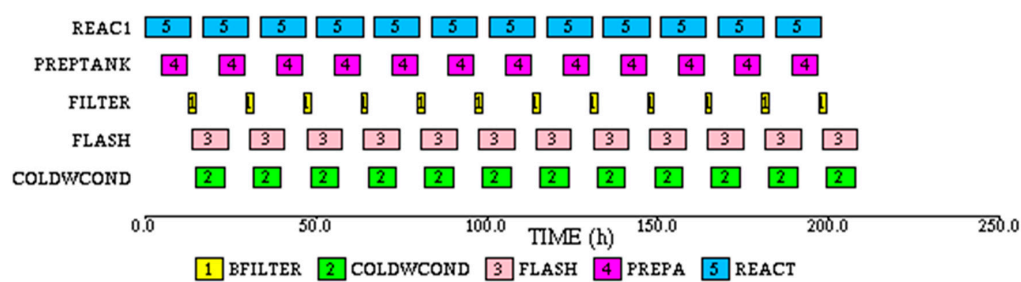 REAC1 5 5 5 5 5 5 5 5 5 5 5 5
PREPTANK 4 4 4 4 4 4 4 4 4 4 4 4
FILTER 1 1 1 1 1 1 1 1 1 1 1 1
FLASH 3 3 3 3 3 3 3 3 3 3 3 3
COLDWCOND 2 2 2 2 2 2 2 2 2 2 2 2
0.0 50.0 100.0 150.0 200.0 250.0
TIME (h)
1 BFILTER 2 COLDWCOND 3 FLASH 4 PREPA 5 REACT